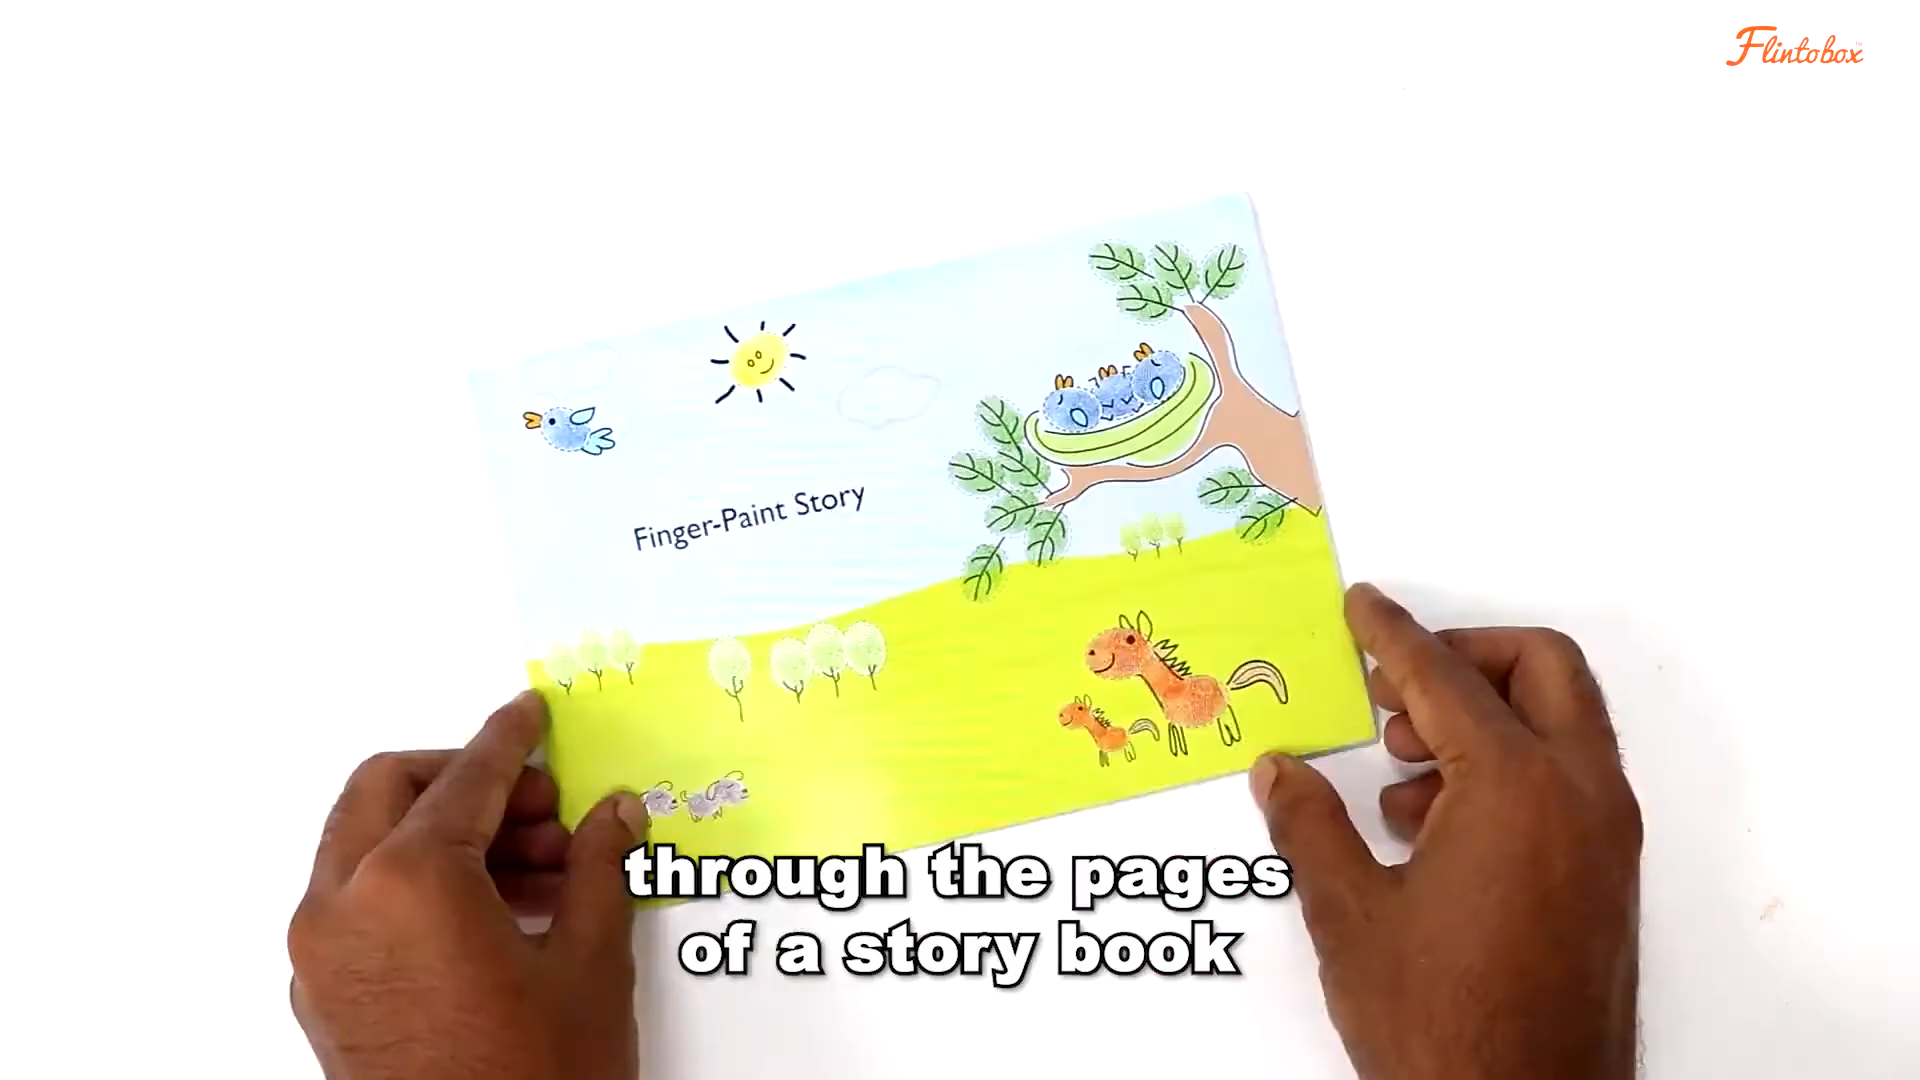 Flintobox
Finger-Paint Story
through the pages
of a story book